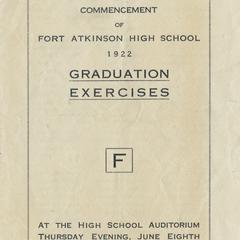 COMMENCEMENT
OF
FORT ATKINSON HIGH SCHOOL
1922
GRADUATION
EXERCISES
F
AT THE HIGH SCHOOL AUDITORIUM
THURSDAY EVENING, JUNE EIGHTH